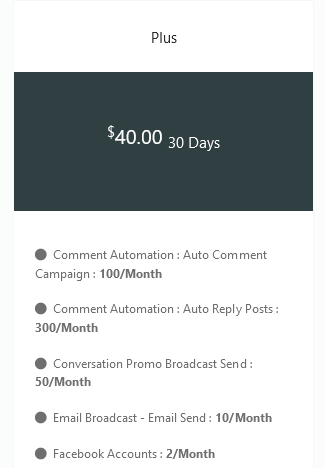 Plus
$40.00 30 Days
Comment Automation : Auto Comment
Campaign : 100/Month
Comment Automation : Auto Reply Posts :
300/Month
Conversation Promo Broadcast Send :
50/Month
Email Broadcast - Email Send : 10/Month
Facebook Accounts : 2/Month